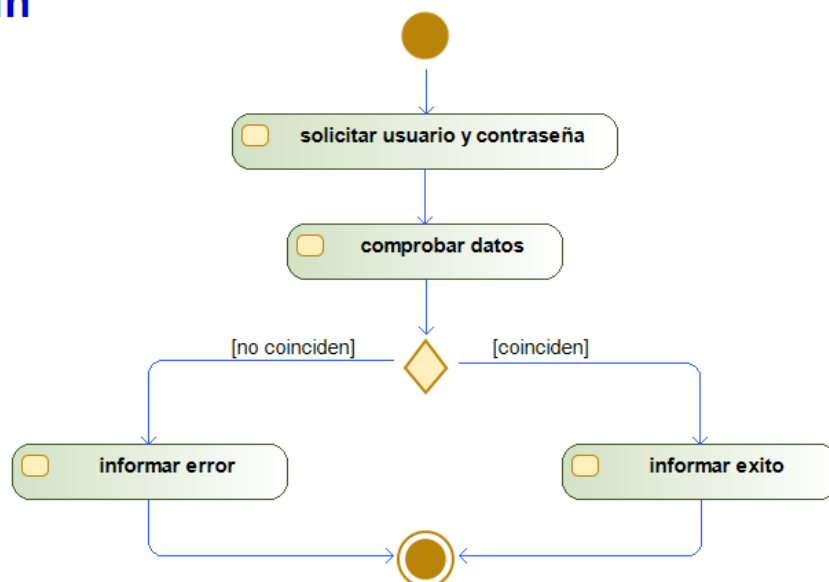 solicitar usuario y contraseña
comprobar datos
[no coinciden]
[coinciden]
informar error
informar exito